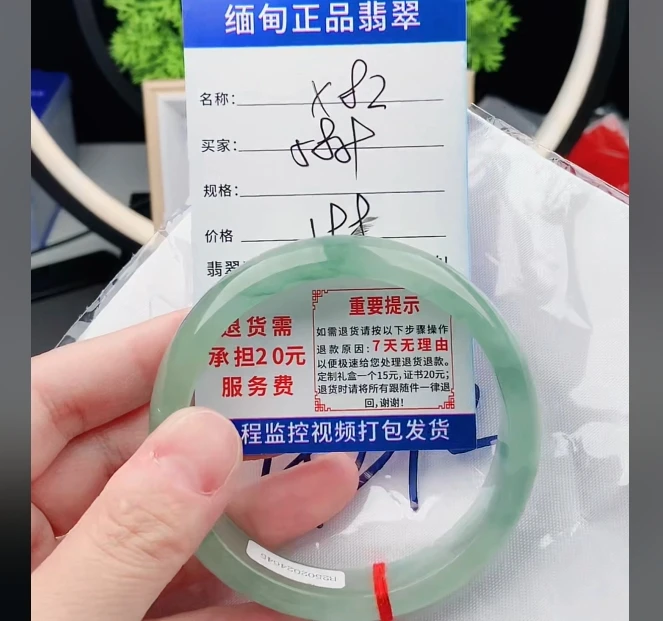 缅甸正品翡翠
名称: X82
买家:
规格:
价格
翡翠
退货需
承担20元
服务费
重要提示
如需退货请按以下步骤操作
退款原因:7天无理由
以便极速给您处理退货退款。
定制礼盒一个15元,证书20元;
退货时请将所有跟随件一律退
回,谢谢!
程监控视频打包发货